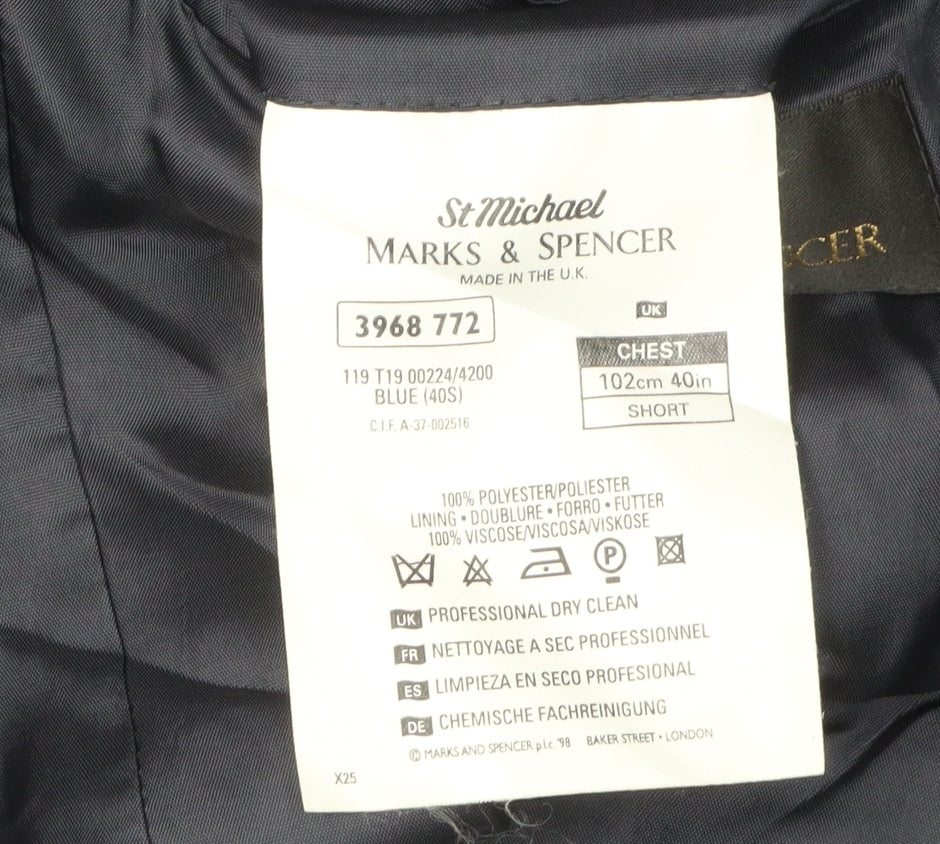 St Michael
MARKS & SPENCER
MADE IN THE U.K.
3968 772
119 T19 00224/4200
BLUE (40S)
C.I.F. A-37-002516
UK
CHEST
102cm 40in
SHORT
100% POLYESTER/POLIESTER
LINING • DOUBLURE • FORRO • FUTTER
100% VISCOSE/VISCOSA/VISKOSE
P
UK PROFESSIONAL DRY CLEAN
FR NETTOYAGE A SEC PROFESSIONNEL
ES LIMPIEZA EN SECO PROFESIONAL
DE CHEMISCHE FACHREINIGUNG
© MARKS AND SPENCER p.l.c. '98 BAKER STREET • LONDON
X25